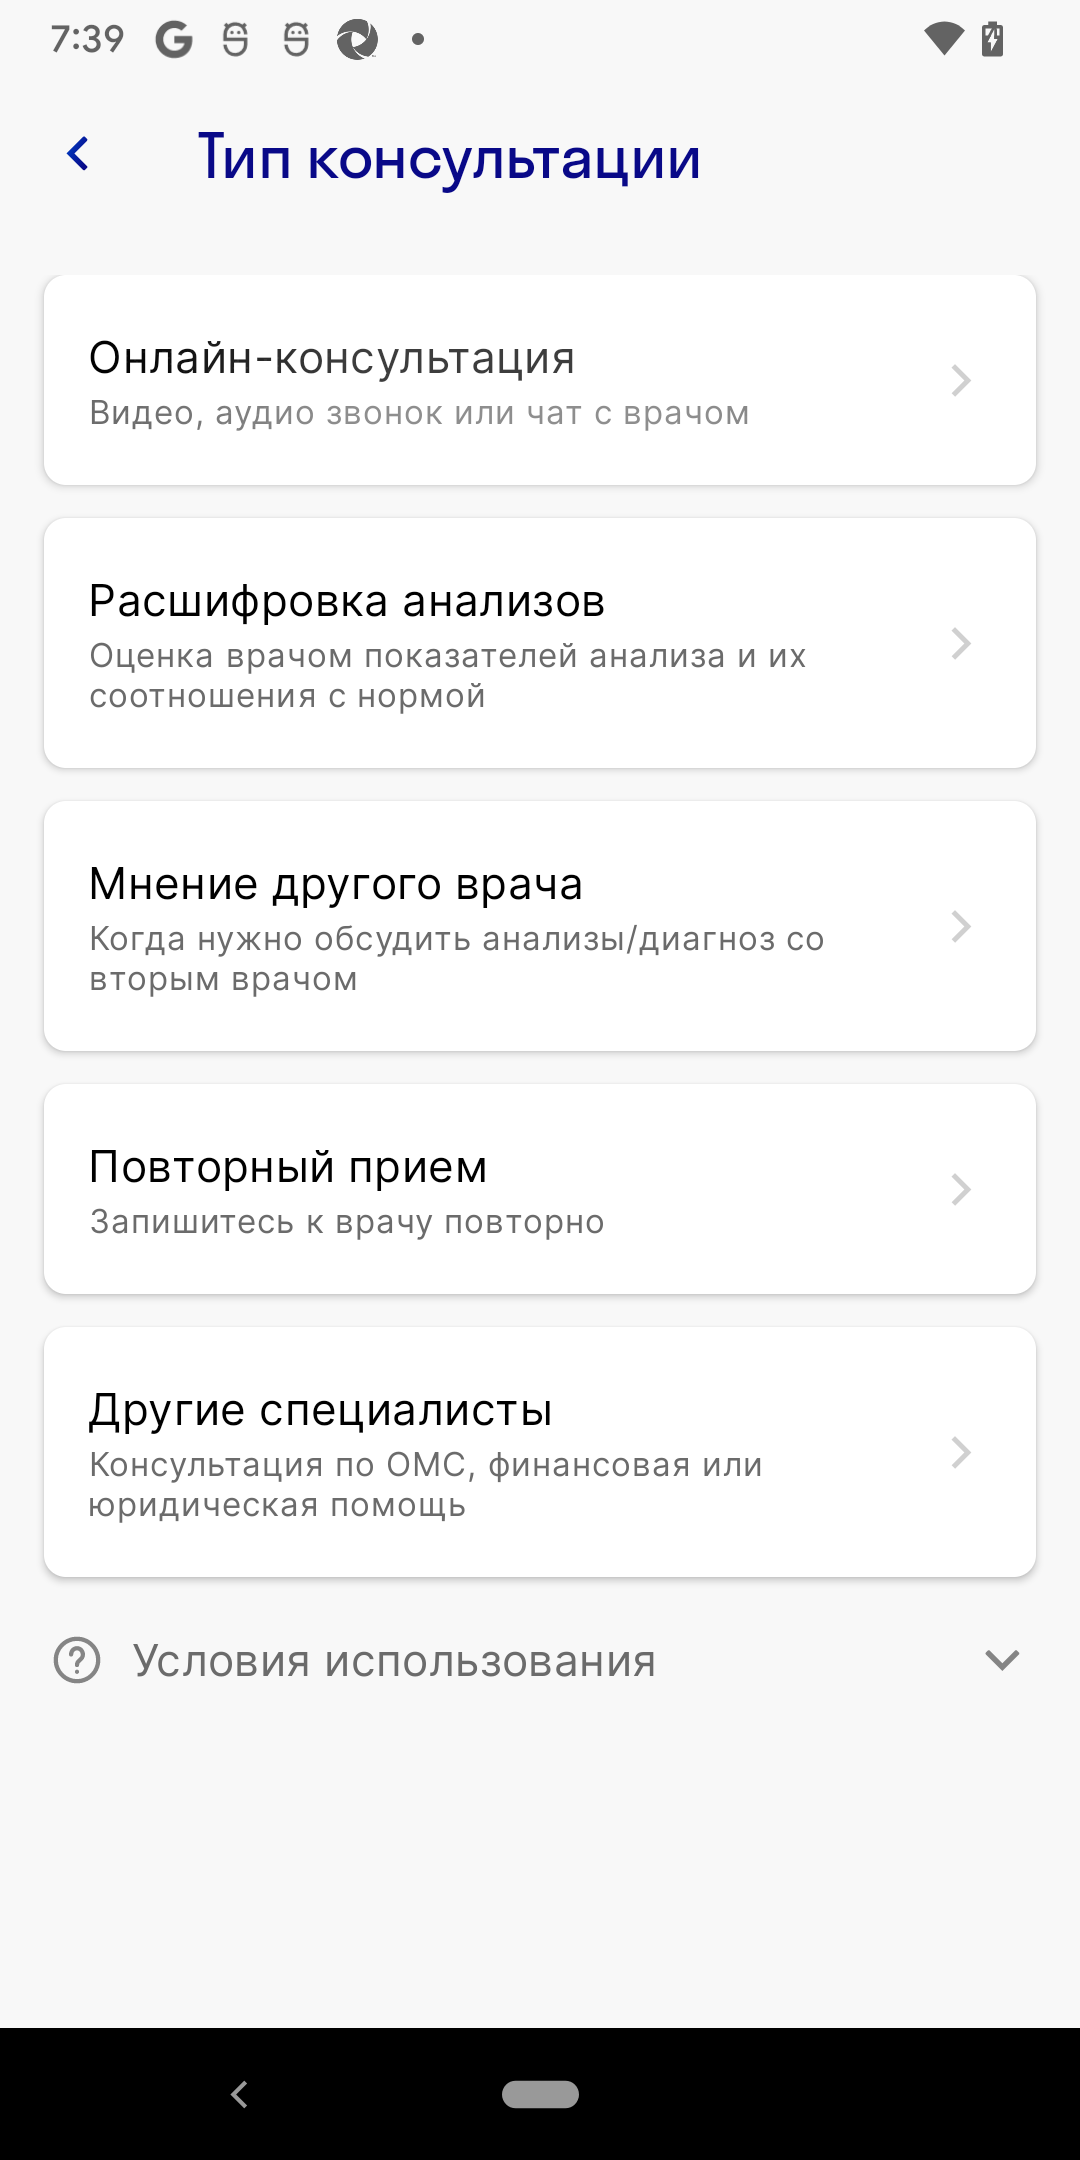 7:39
Тип консультации
Онлайн-консультация
Видео, аудио звонок или чат с врачом
Расшифровка анализов
Оценка врачом показателей анализа и их
соотношения с нормой
Мнение другого врача
Когда нужно обсудить анализы/диагноз со
вторым врачом
Повторный прием
Запишитесь к врачу повторно
Другие специалисты
Консультация по ОМС, финансовая или
юридическая помощь
Условия использования